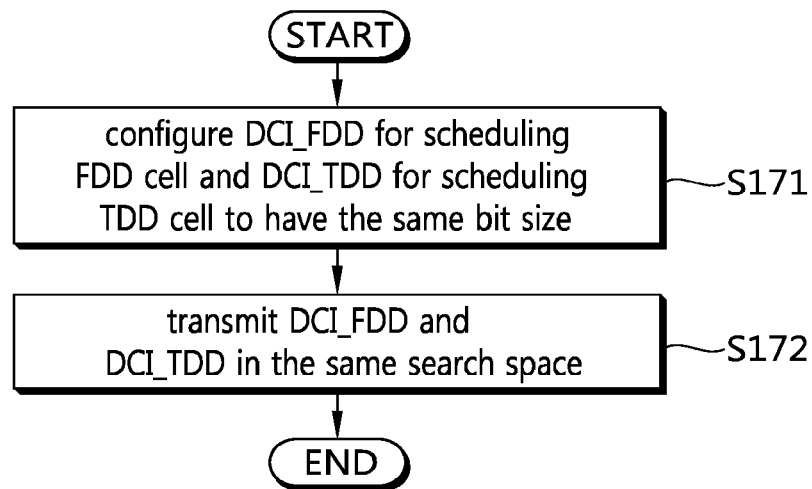 START
configure DCI_FDD for scheduling
FDD cell and DCI_TDD for scheduling
TDD cell to have the same bit size
S171
transmit DCI_FDD and
DCI_TDD in the same search space
S172
END